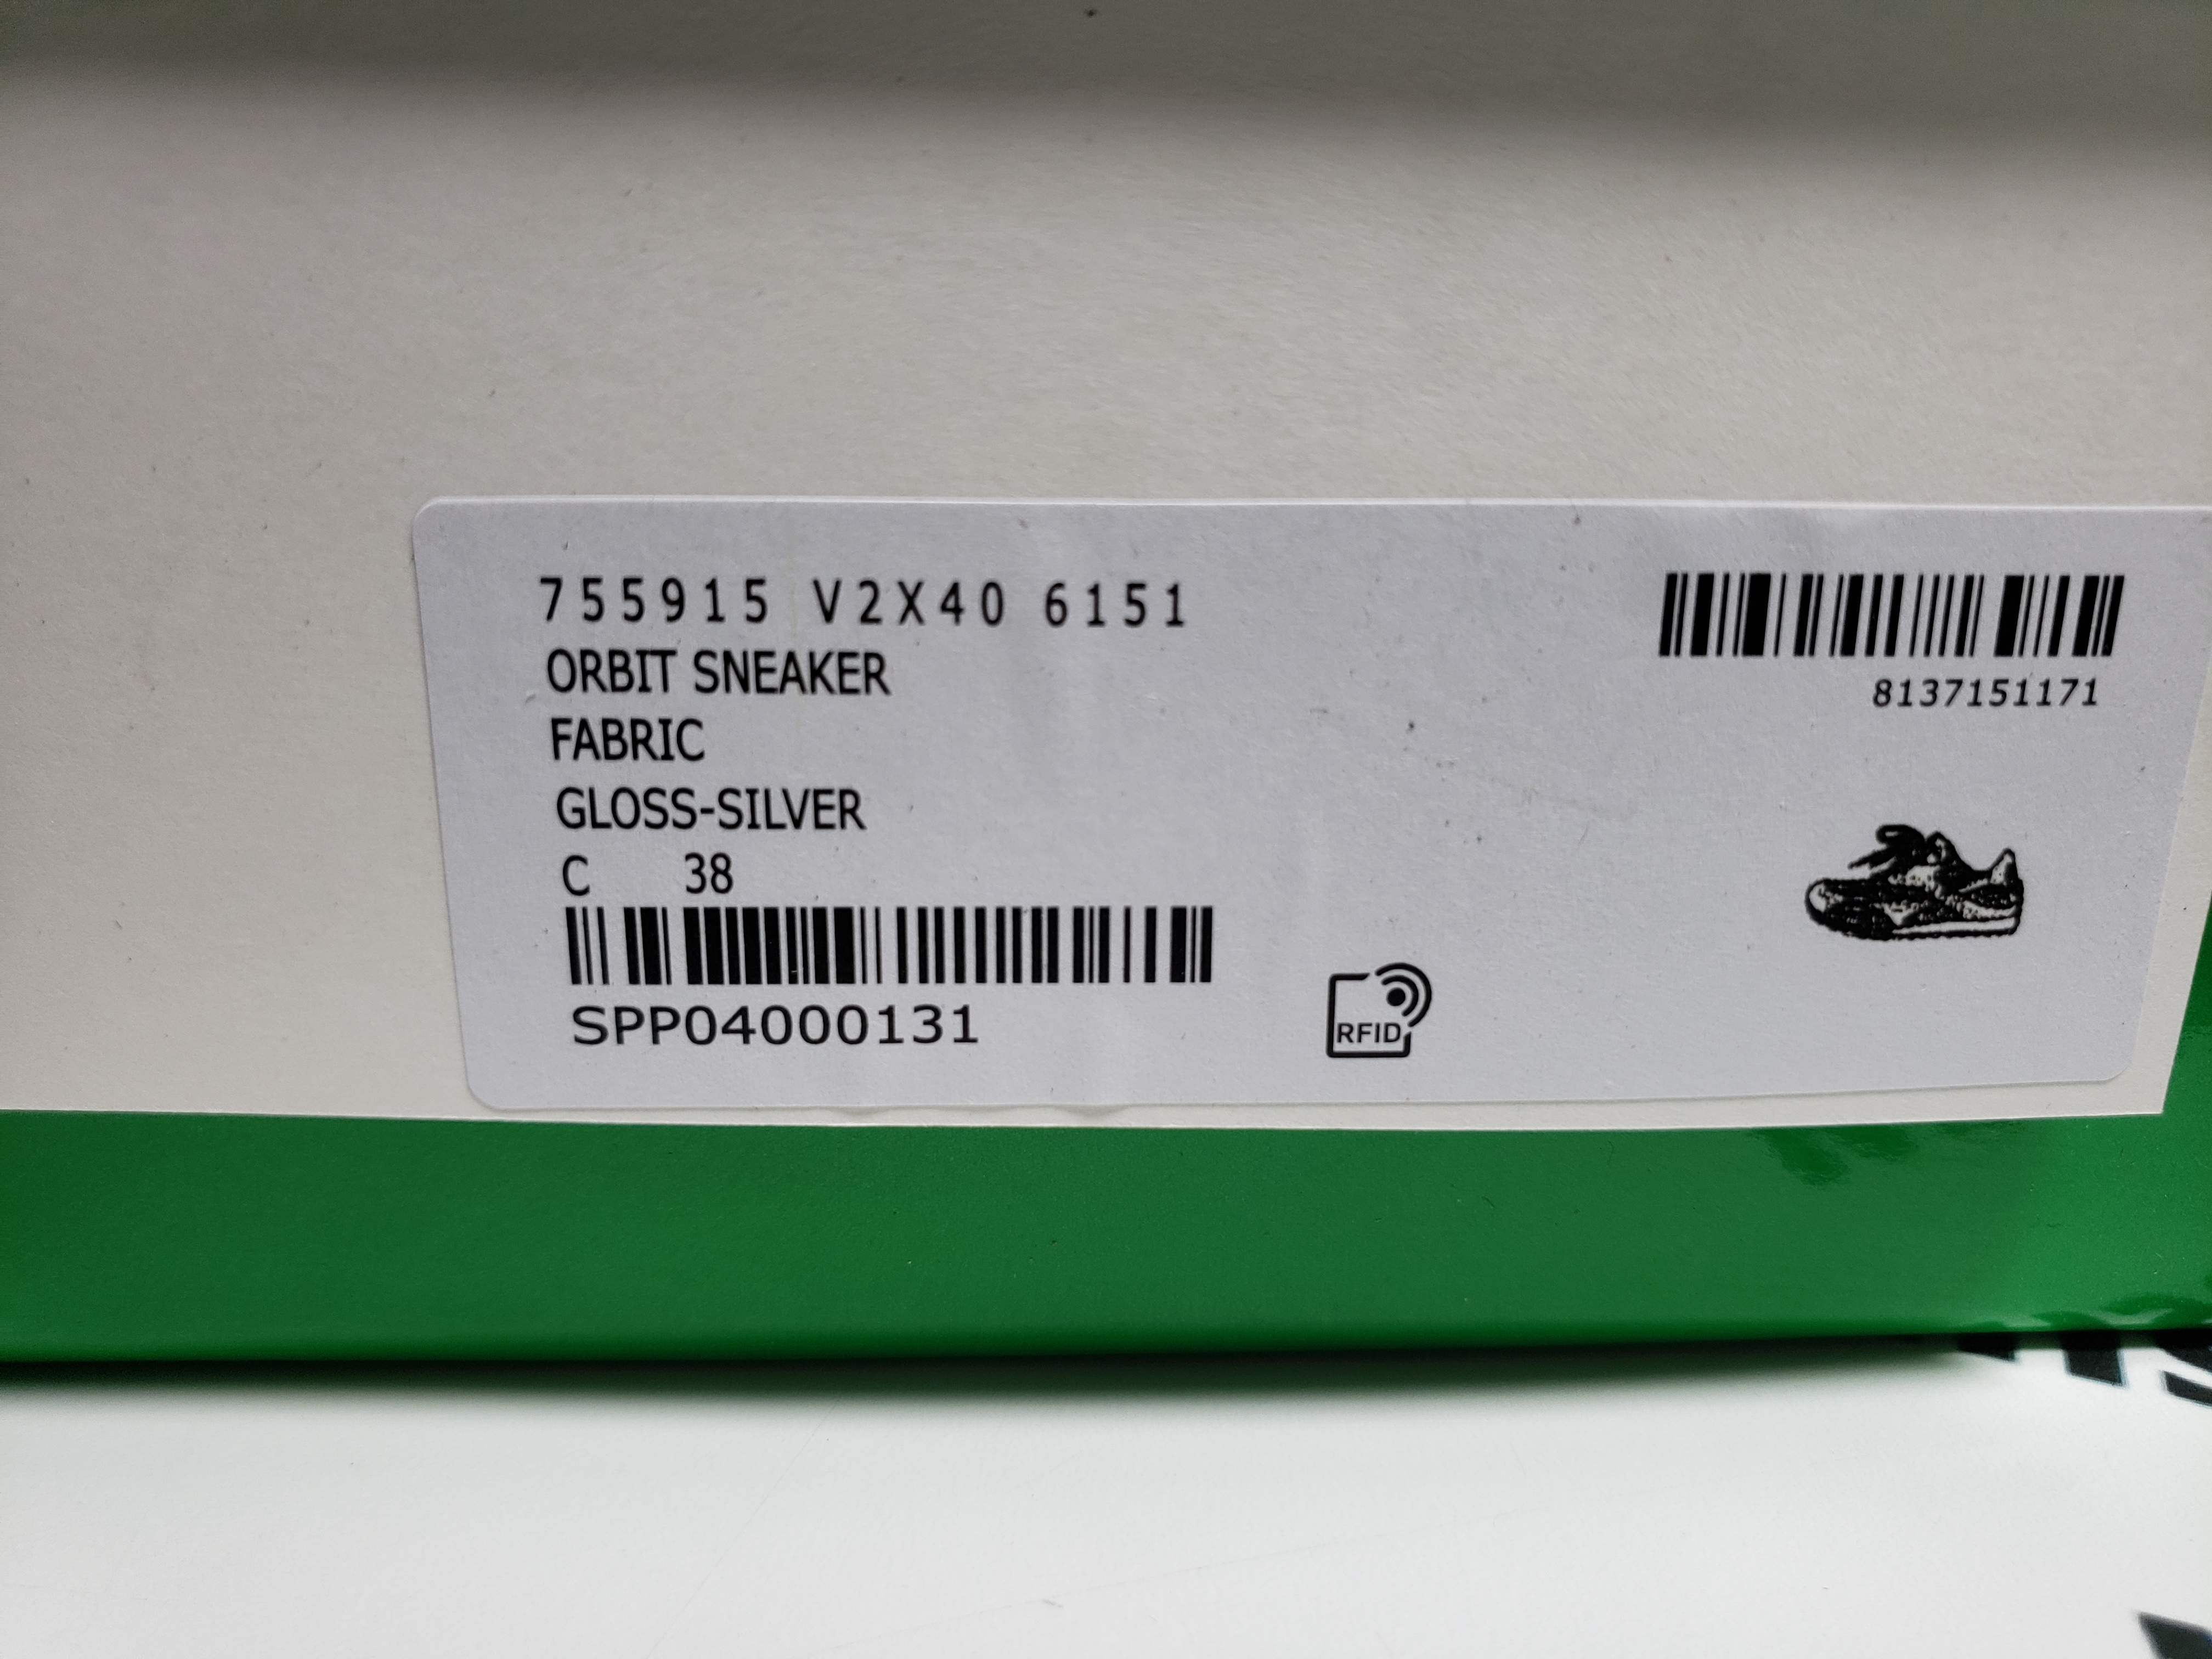 755915 V2X40 6151
ORBIT SNEAKER
FABRIC
GLOSS-SILVER
C 38
SPP04000131
8137151171
RFID